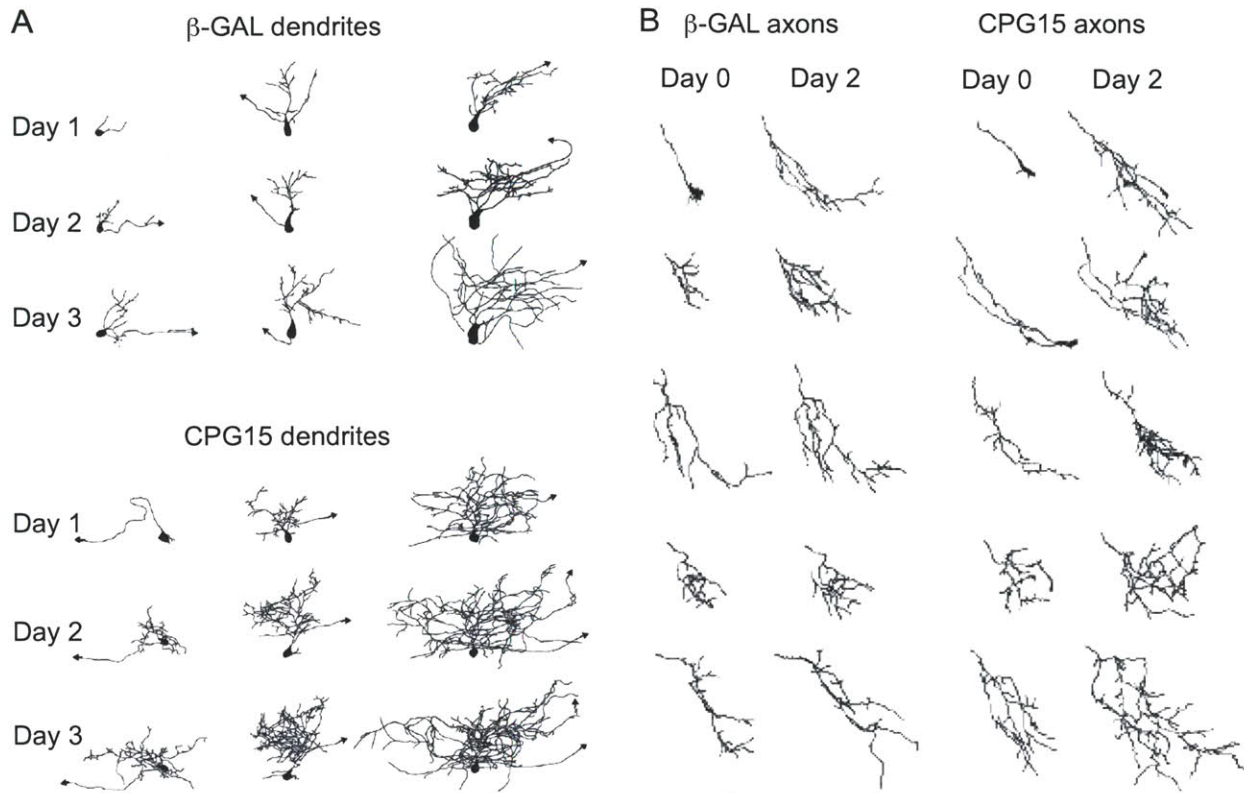 A
β-GAL dendrites
Day 1
Day 2
Day 3
CPG15 dendrites
Day 1
Day 2
Day 3
B
β-GAL axons CPG15 axons
Day 0 Day 2 Day 0 Day 2